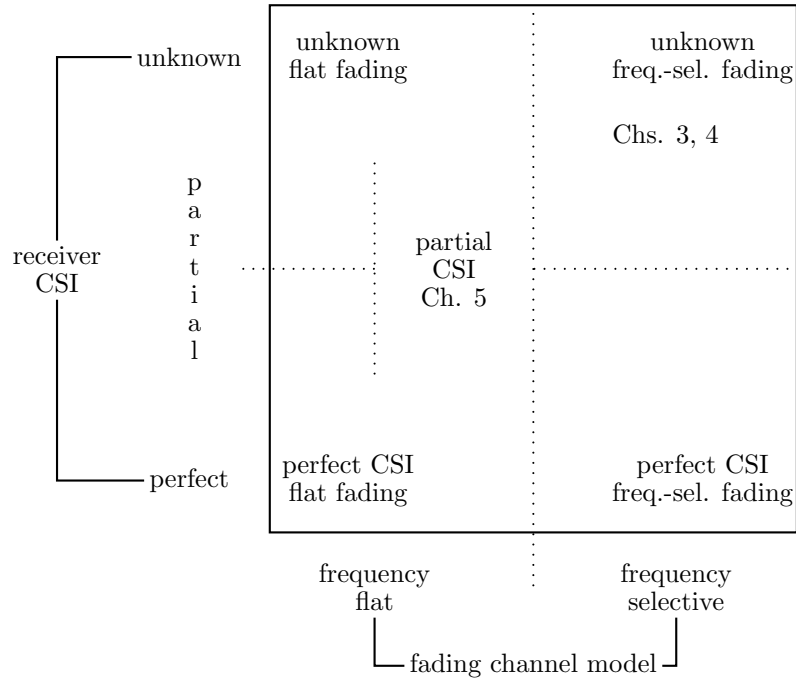 unknown
flat fading
unknown
freq.-sel. fading
unknown
Chs. 3, 4
p
a
r
t
i
a
l
receiver
CSI
partial
CSI
Ch. 5
perfect
perfect CSI
flat fading
perfect CSI
freq.-sel. fading
frequency
flat
frequency
selective
fading channel model